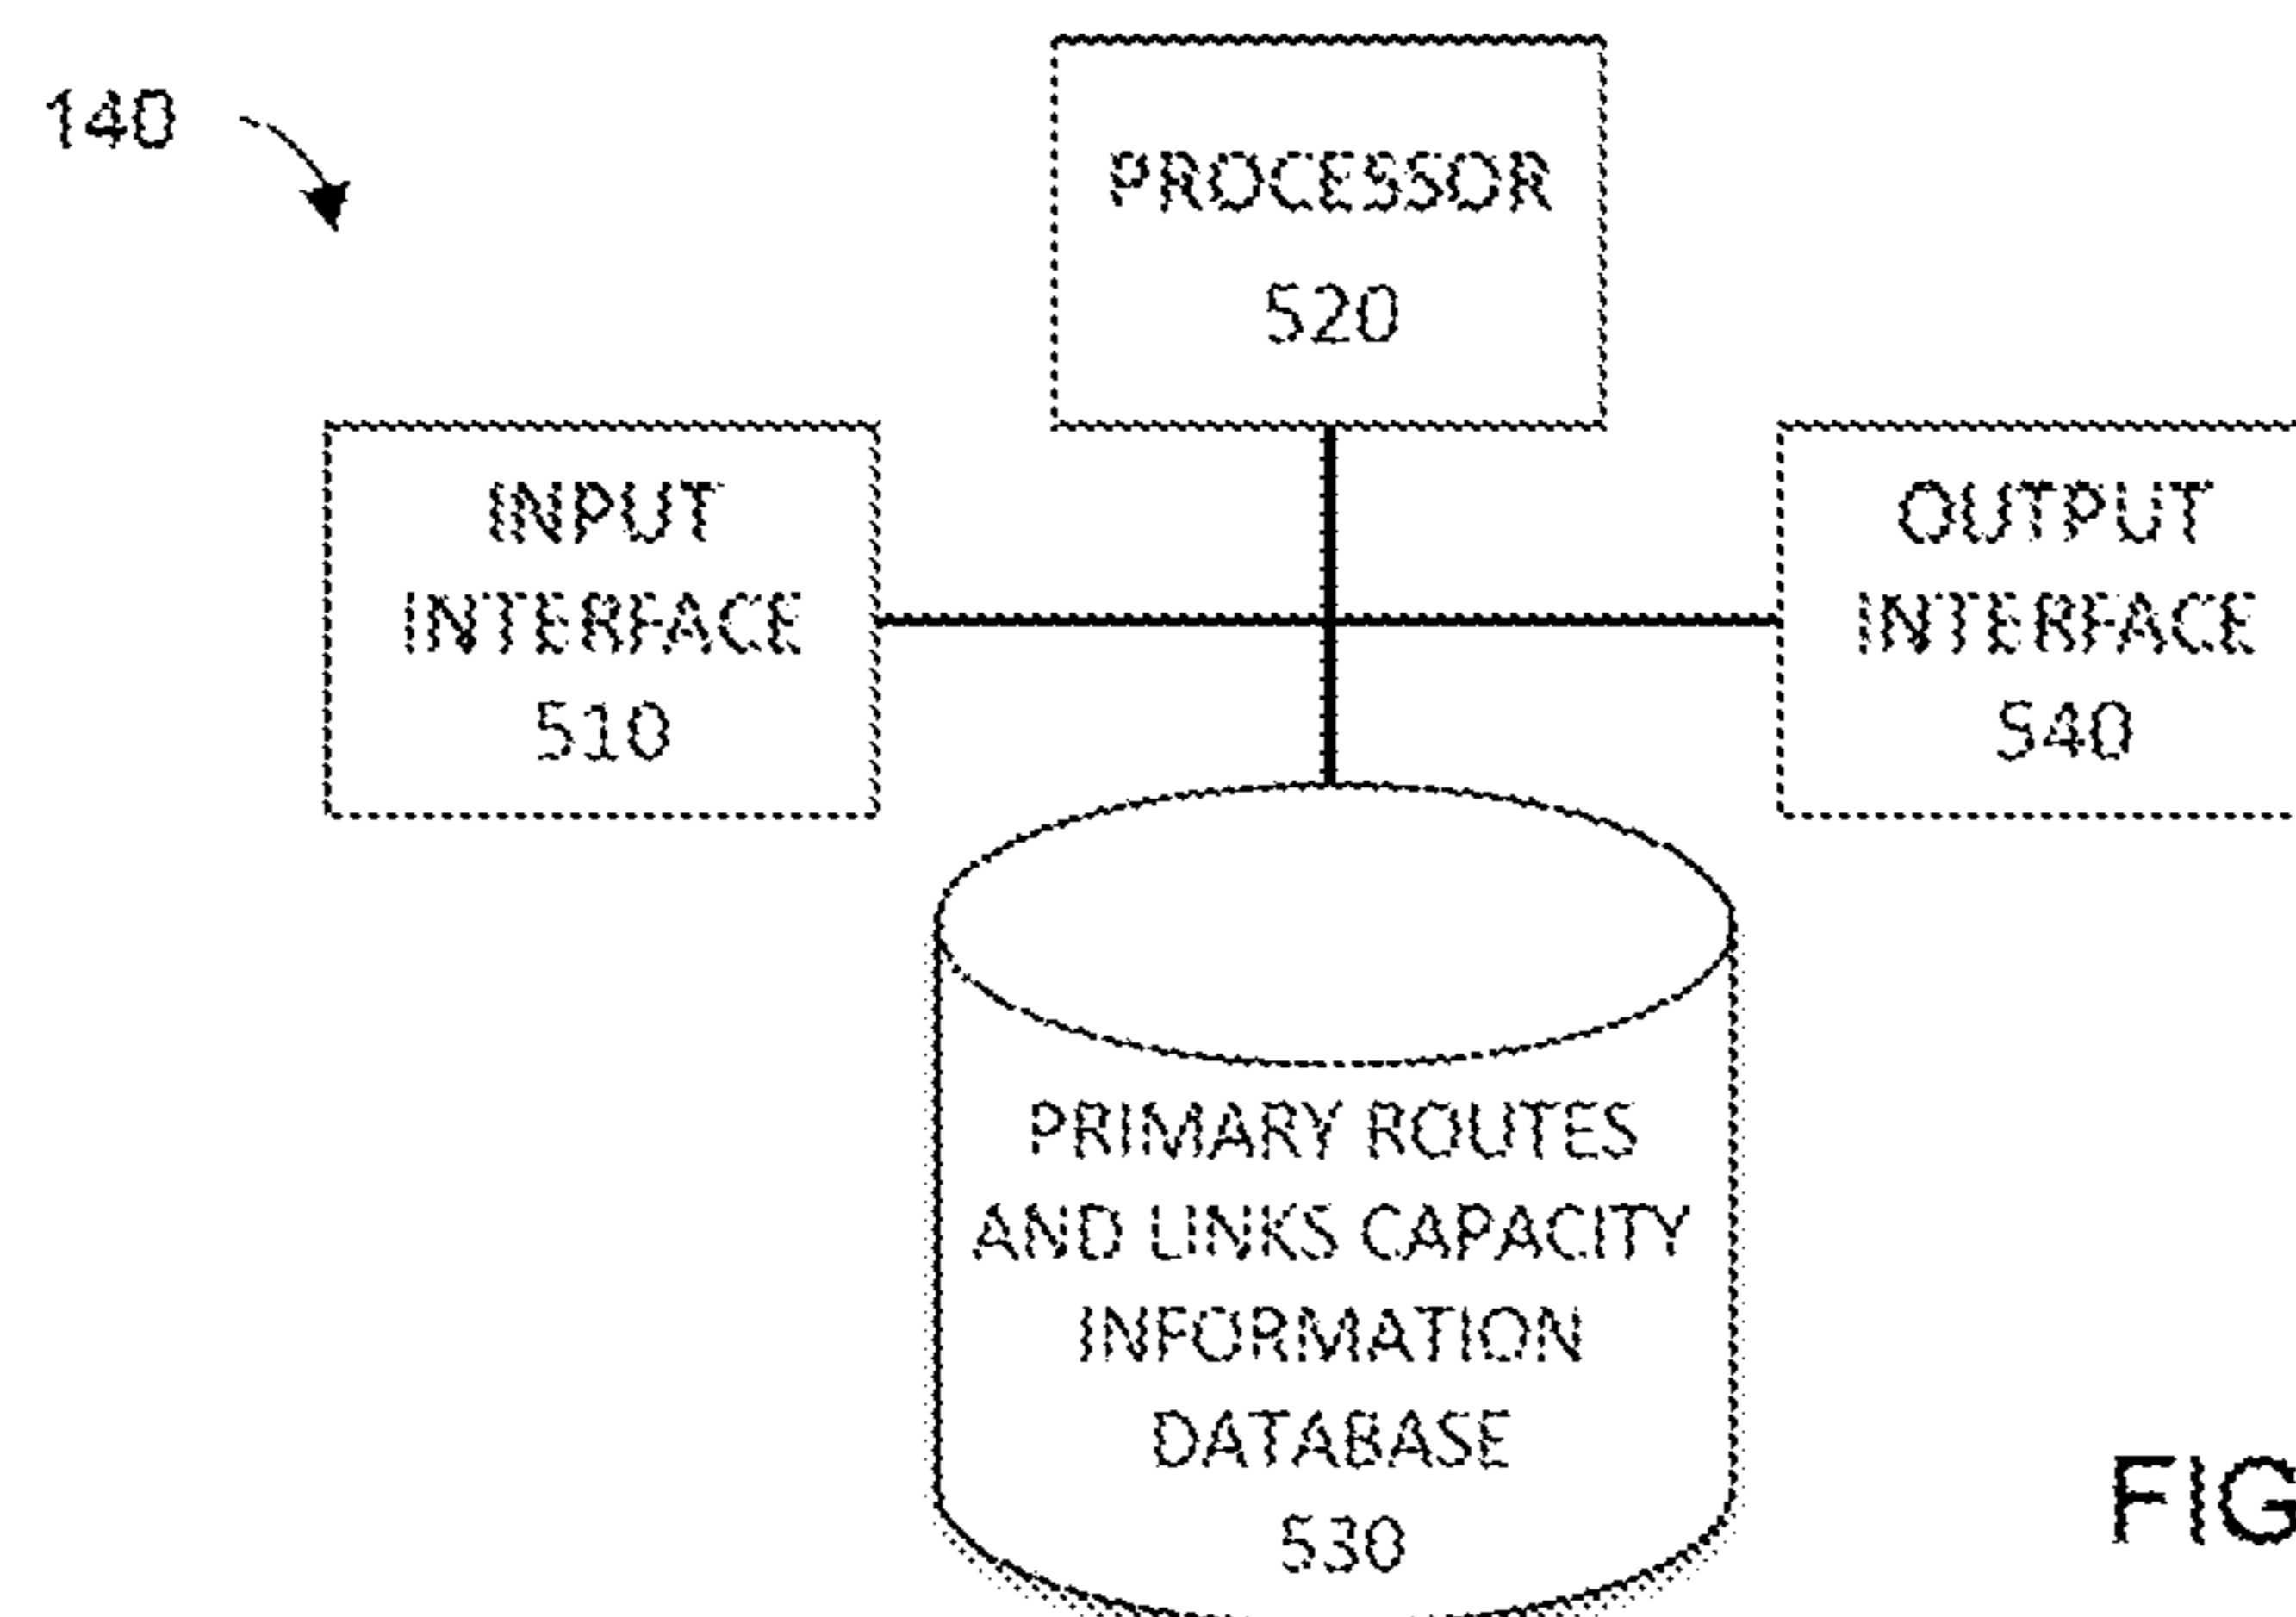 140
PROCESSOR
520
INPUT
INTERFACE
510
OUTPUT
INTERFACE
540
PRIMARY ROUTES
AND LINKS CAPACITY
INFORMATION
DATABASE
530
FIG